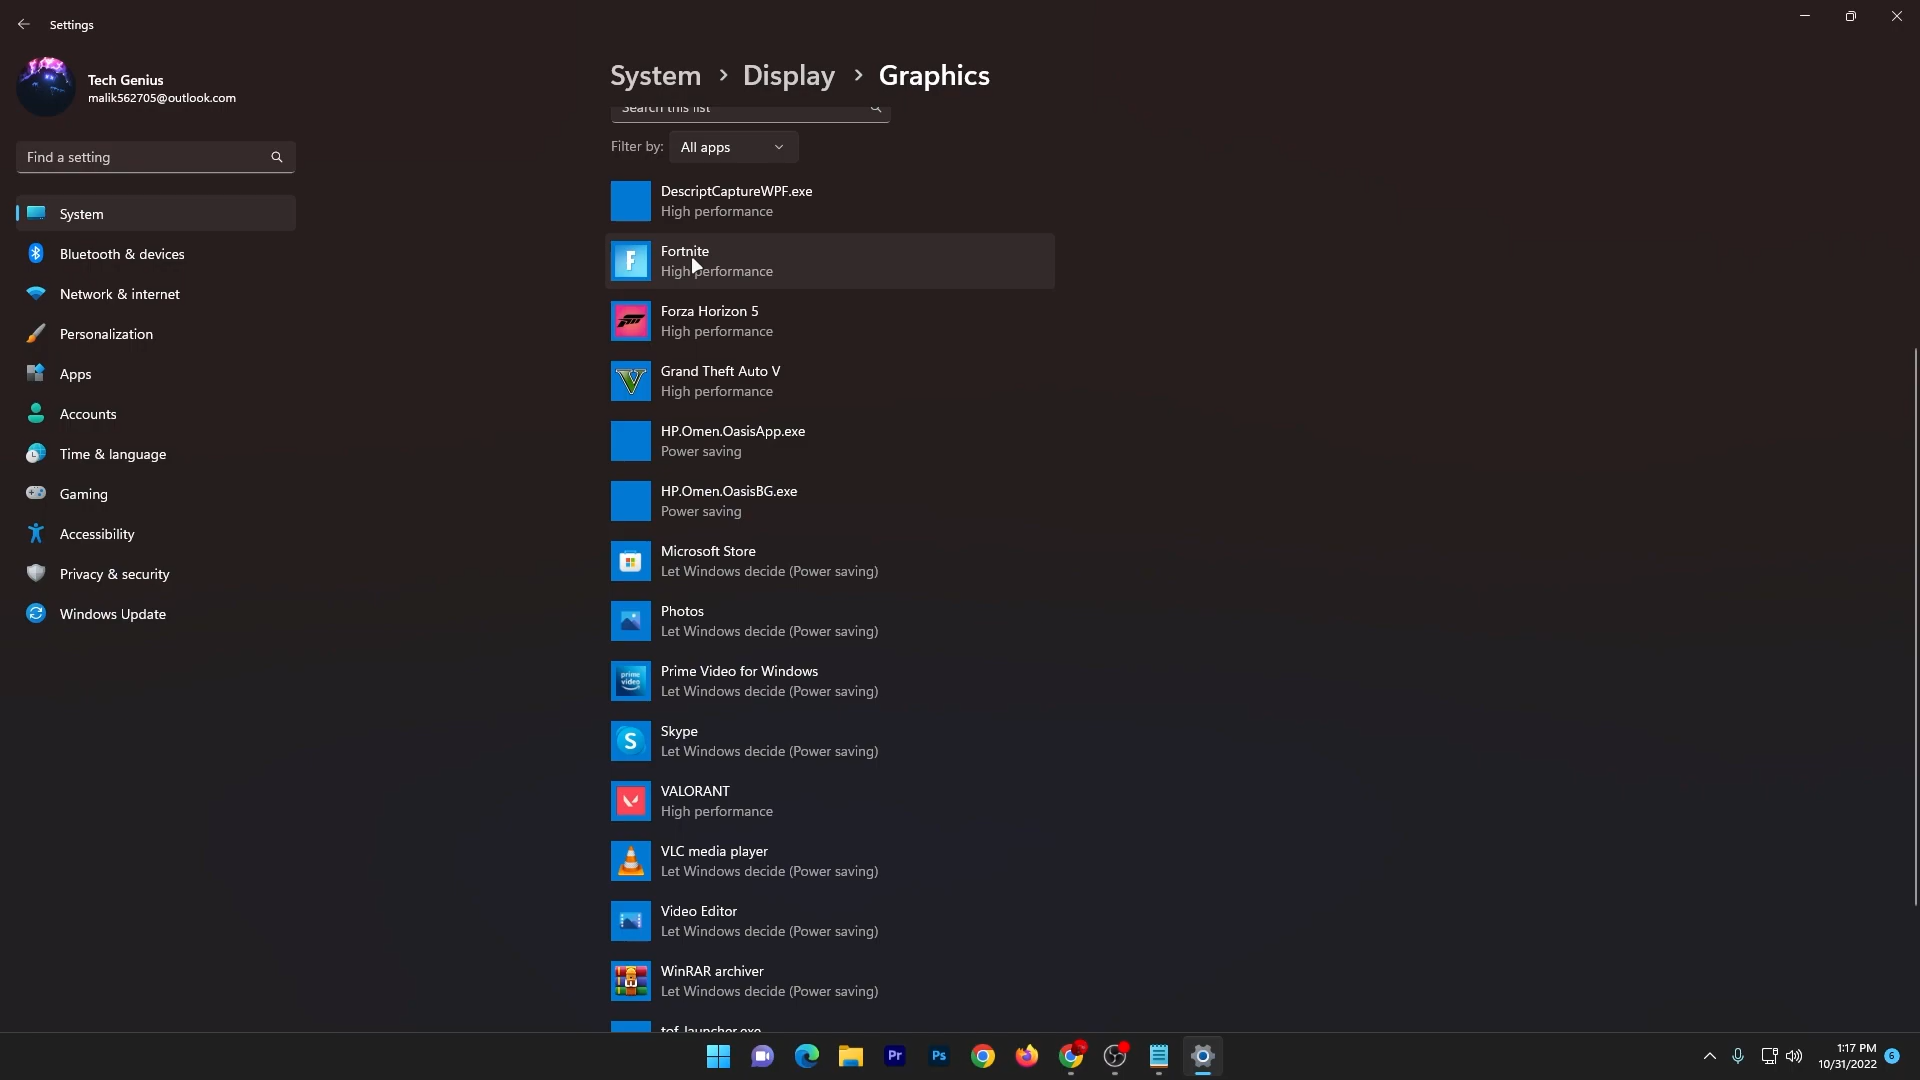 Settings
Tech Genius
malik562705@outlook.com
Find a setting
System
Bluetooth & devices
Network & internet
Personalization
Apps
Accounts
Time & language
Gaming
Accessibility
Privacy & security
Windows Update
System > Display > Graphics
Search this list
Filter by: All apps
DescriptCaptureWPF.exe
High performance
F
Fortnite
High performance
Forza Horizon 5
High performance
V
Grand Theft Auto V
High performance
HP.Omen.OasisApp.exe
Power saving
HP.Omen.OasisBG.exe
Power saving
Microsoft Store
Let Windows decide (Power saving)
Photos
Let Windows decide (Power saving)
prime
video
Prime Video for Windows
Let Windows decide (Power saving)
S
Skype
Let Windows decide (Power saving)
VALORANT
High performance
VLC media player
Let Windows decide (Power saving)
Video Editor
Let Windows decide (Power saving)
WinRAR archiver
Let Windows decide (Power saving)
tof_launcher.exe
Pr
Ps
1:17 PM
10/31/2022
6